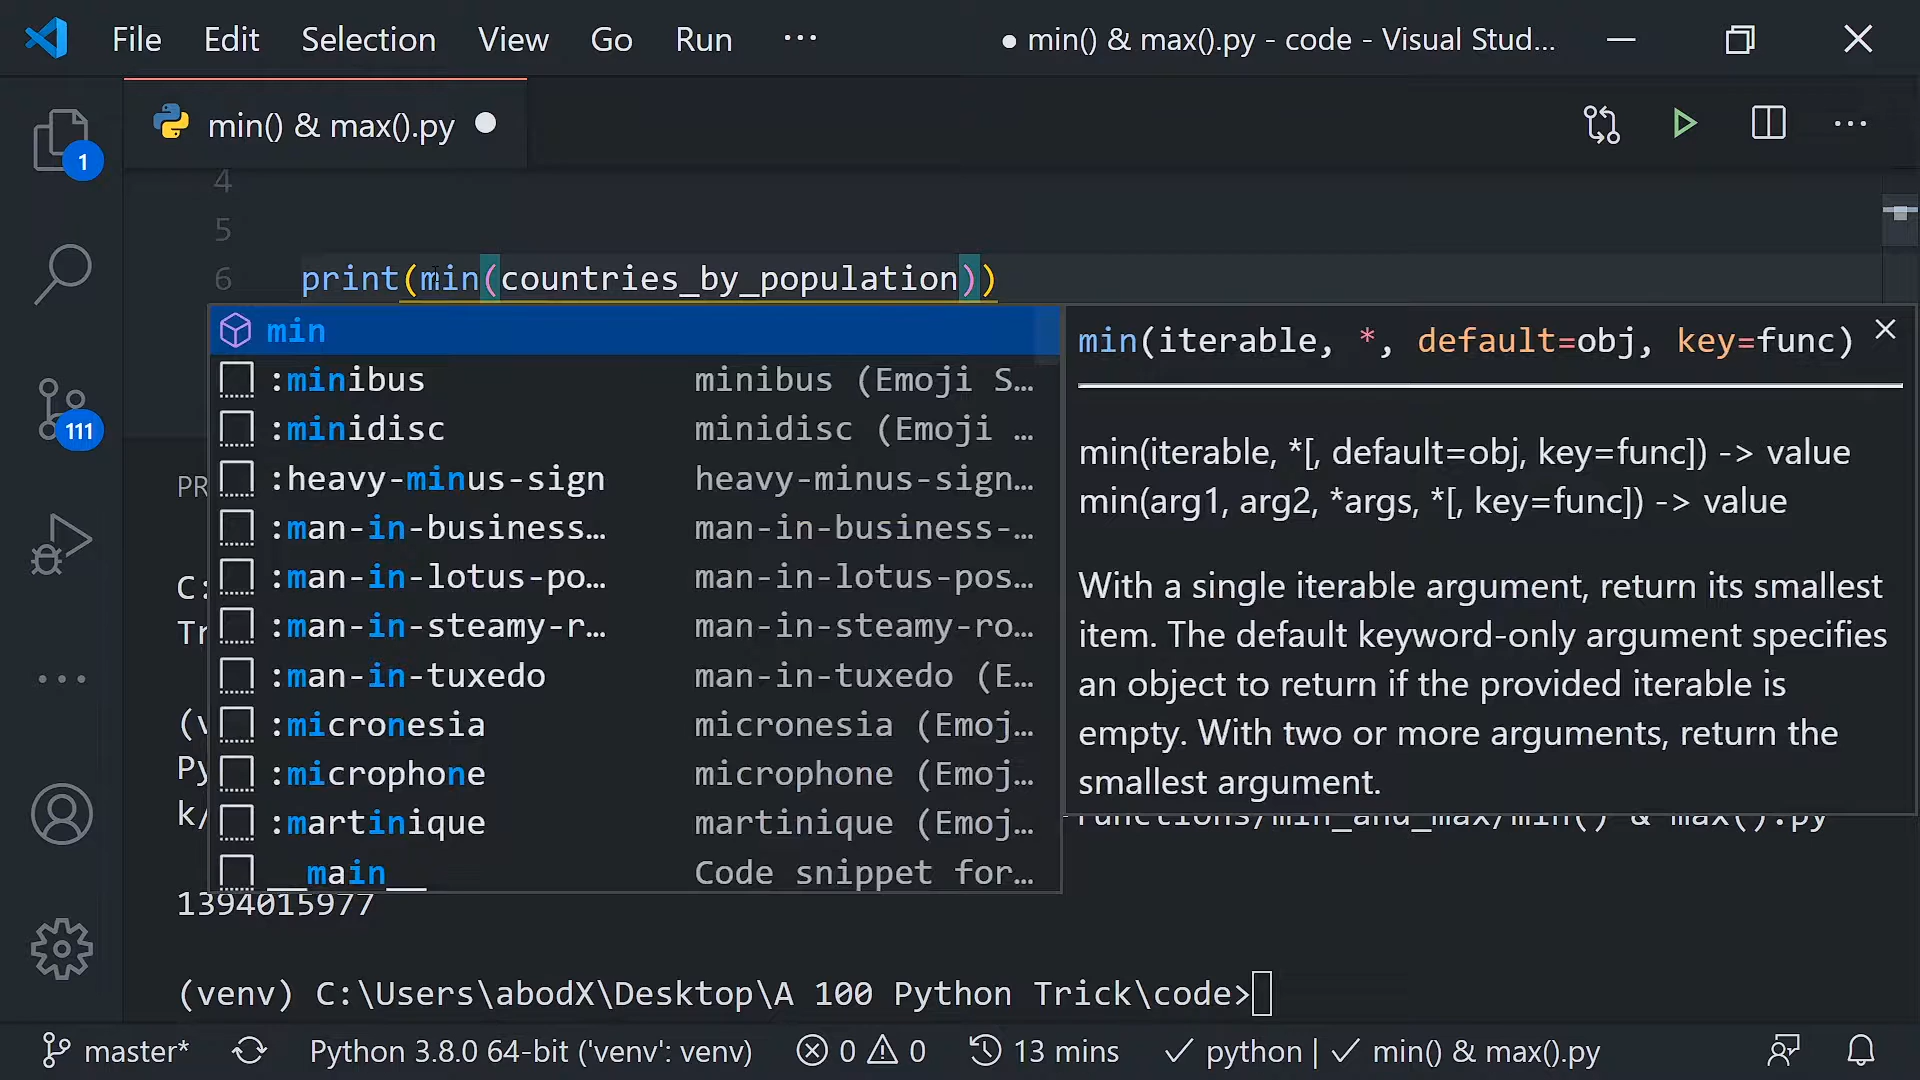 File Edit Selection View Go Run ··· ● min() & max().py - code - Visual Stud...
1 min() & max().py ●
4
5
6 print(min(countries_by_population))
min
:minibus minibus (Emoji S…
:minidisc minidisc (Emoji …
:heavy-minus-sign heavy-minus-sign…
:man-in-business… man-in-business-…
:man-in-lotus-po… man-in-lotus-pos…
:man-in-steamy-r… man-in-steamy-ro…
:man-in-tuxedo man-in-tuxedo (E…
:micronesia micronesia (Emoj…
:microphone microphone (Emoj…
:martinique martinique (Emoj…
__main__ Code snippet for…
min(iterable, *, default=obj, key=func)
min(iterable, *[, default=obj, key=func]) -> value
min(arg1, arg2, *args, *[, key=func]) -> value
With a single iterable argument, return its smallest
item. The default keyword-only argument specifies
an object to return if the provided iterable is
empty. With two or more arguments, return the
smallest argument.
111
PR
C:
Tr
(v
Py
k/ functions/min_and_max/min() & max().py
1394015977
(venv) C:\Users\abodX\Desktop\A 100 Python Trick\code>
master* Python 3.8.0 64-bit ('venv': venv) 0 0 13 mins ✓ python | ✓ min() & max().py